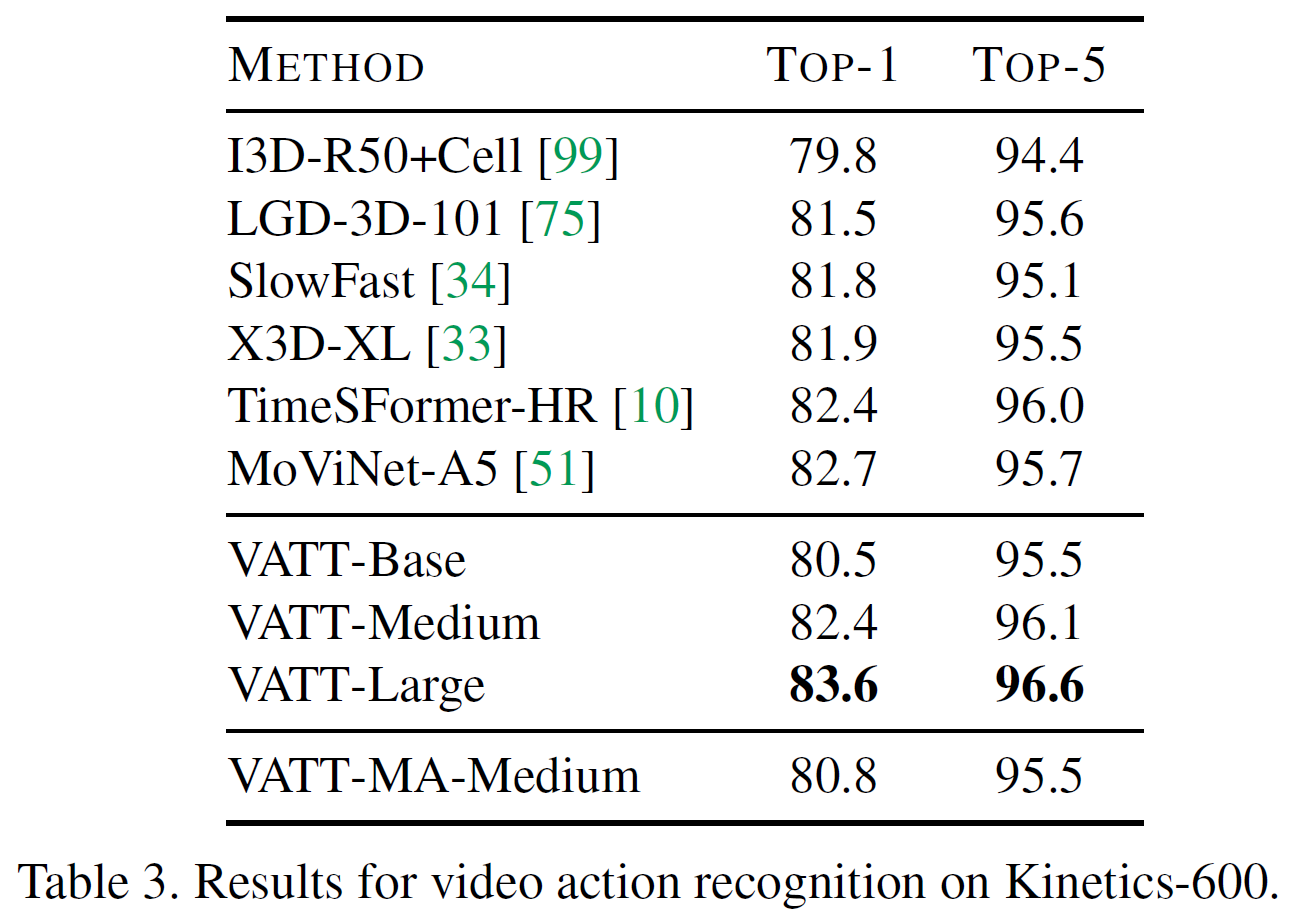 METHOD TOP-1 TOP-5
I3D-R50+Cell [99] 79.8 94.4
LGD-3D-101 [75] 81.5 95.6
SlowFast [34] 81.8 95.1
X3D-XL [33] 81.9 95.5
TimeSFormer-HR [10] 82.4 96.0
MoViNet-A5 [51] 82.7 95.7
VATT-Base 80.5 95.5
VATT-Medium 82.4 96.1
VATT-Large 83.6 96.6
VATT-MA-Medium 80.8 95.5
Table 3. Results for video action recognition on Kinetics-600.